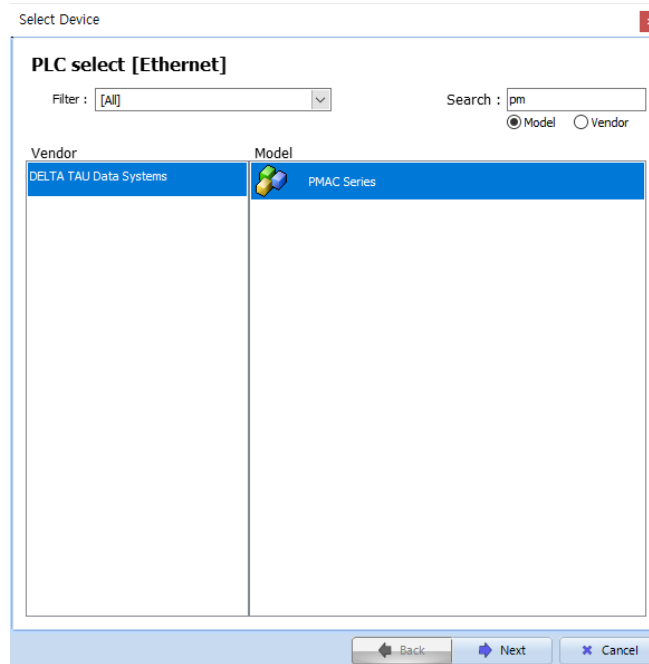 Select Device
PLC select [Ethernet]
Filter : [All]
Search : pm
Model Vendor
Vendor Model
DELTA TAU Data Systems
PMAC Series
Back Next Cancel